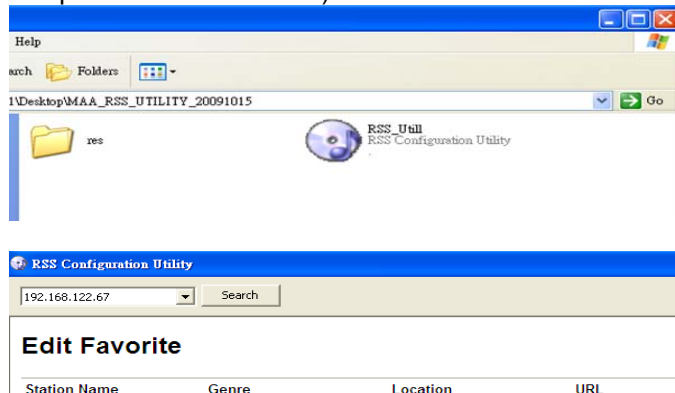 Help
arch Folders
1\Desktop\MAA_RSS_UTILITY_20091015 Go
res
RSS_Utill
RSS Configuration Utility
RSS Configuration Utility
192.168.122.67 Search
Edit Favorite
Station Name Genre Location URL